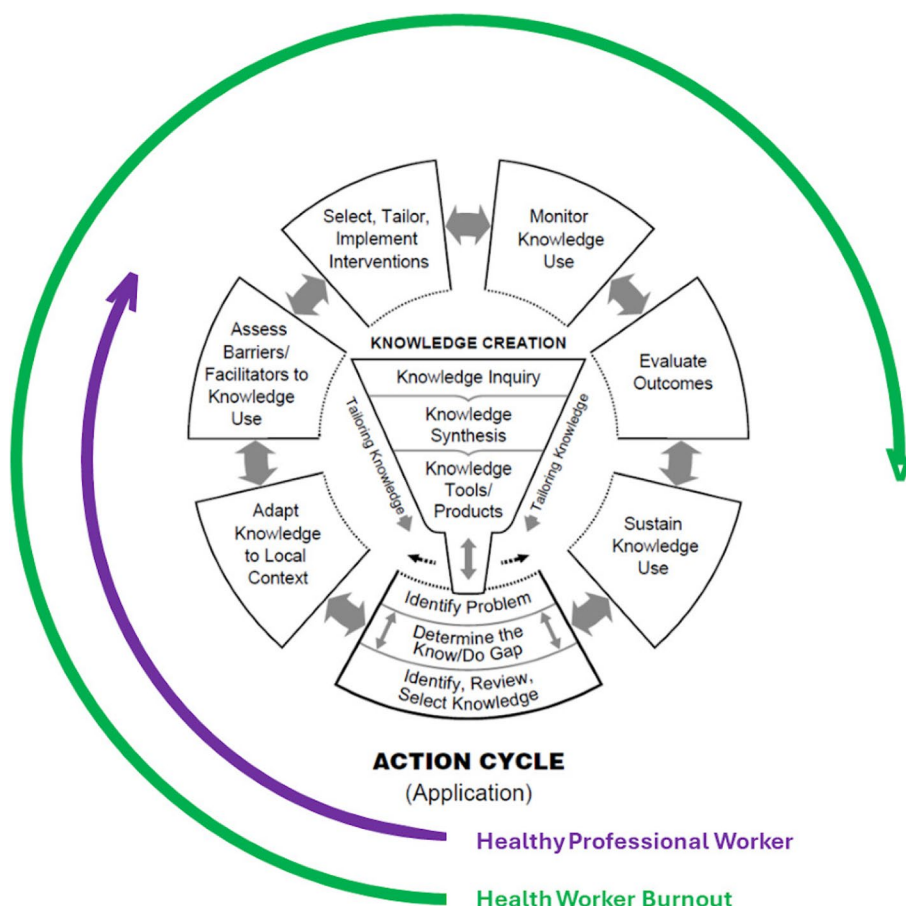 Select, Tailor,
Implement
Interventions
Monitor
Knowledge
Use
Assess
Barriers/
Facilitators to
Knowledge
Use
KNOWLEDGE CREATION
Knowledge Inquiry
Knowledge
Synthesis
Knowledge
Tools/
Products
Tailoring Knowledge
Tailoring Knowledge
Evaluate
Outcomes
Adapt
Knowledge
to Local
Context
Sustain
Knowledge
Use
Identify Problem
Determine the
Know/Do Gap
Identify, Review,
Select Knowledge
ACTION CYCLE
(Application)
Healthy Professional Worker
Health Worker Burnout